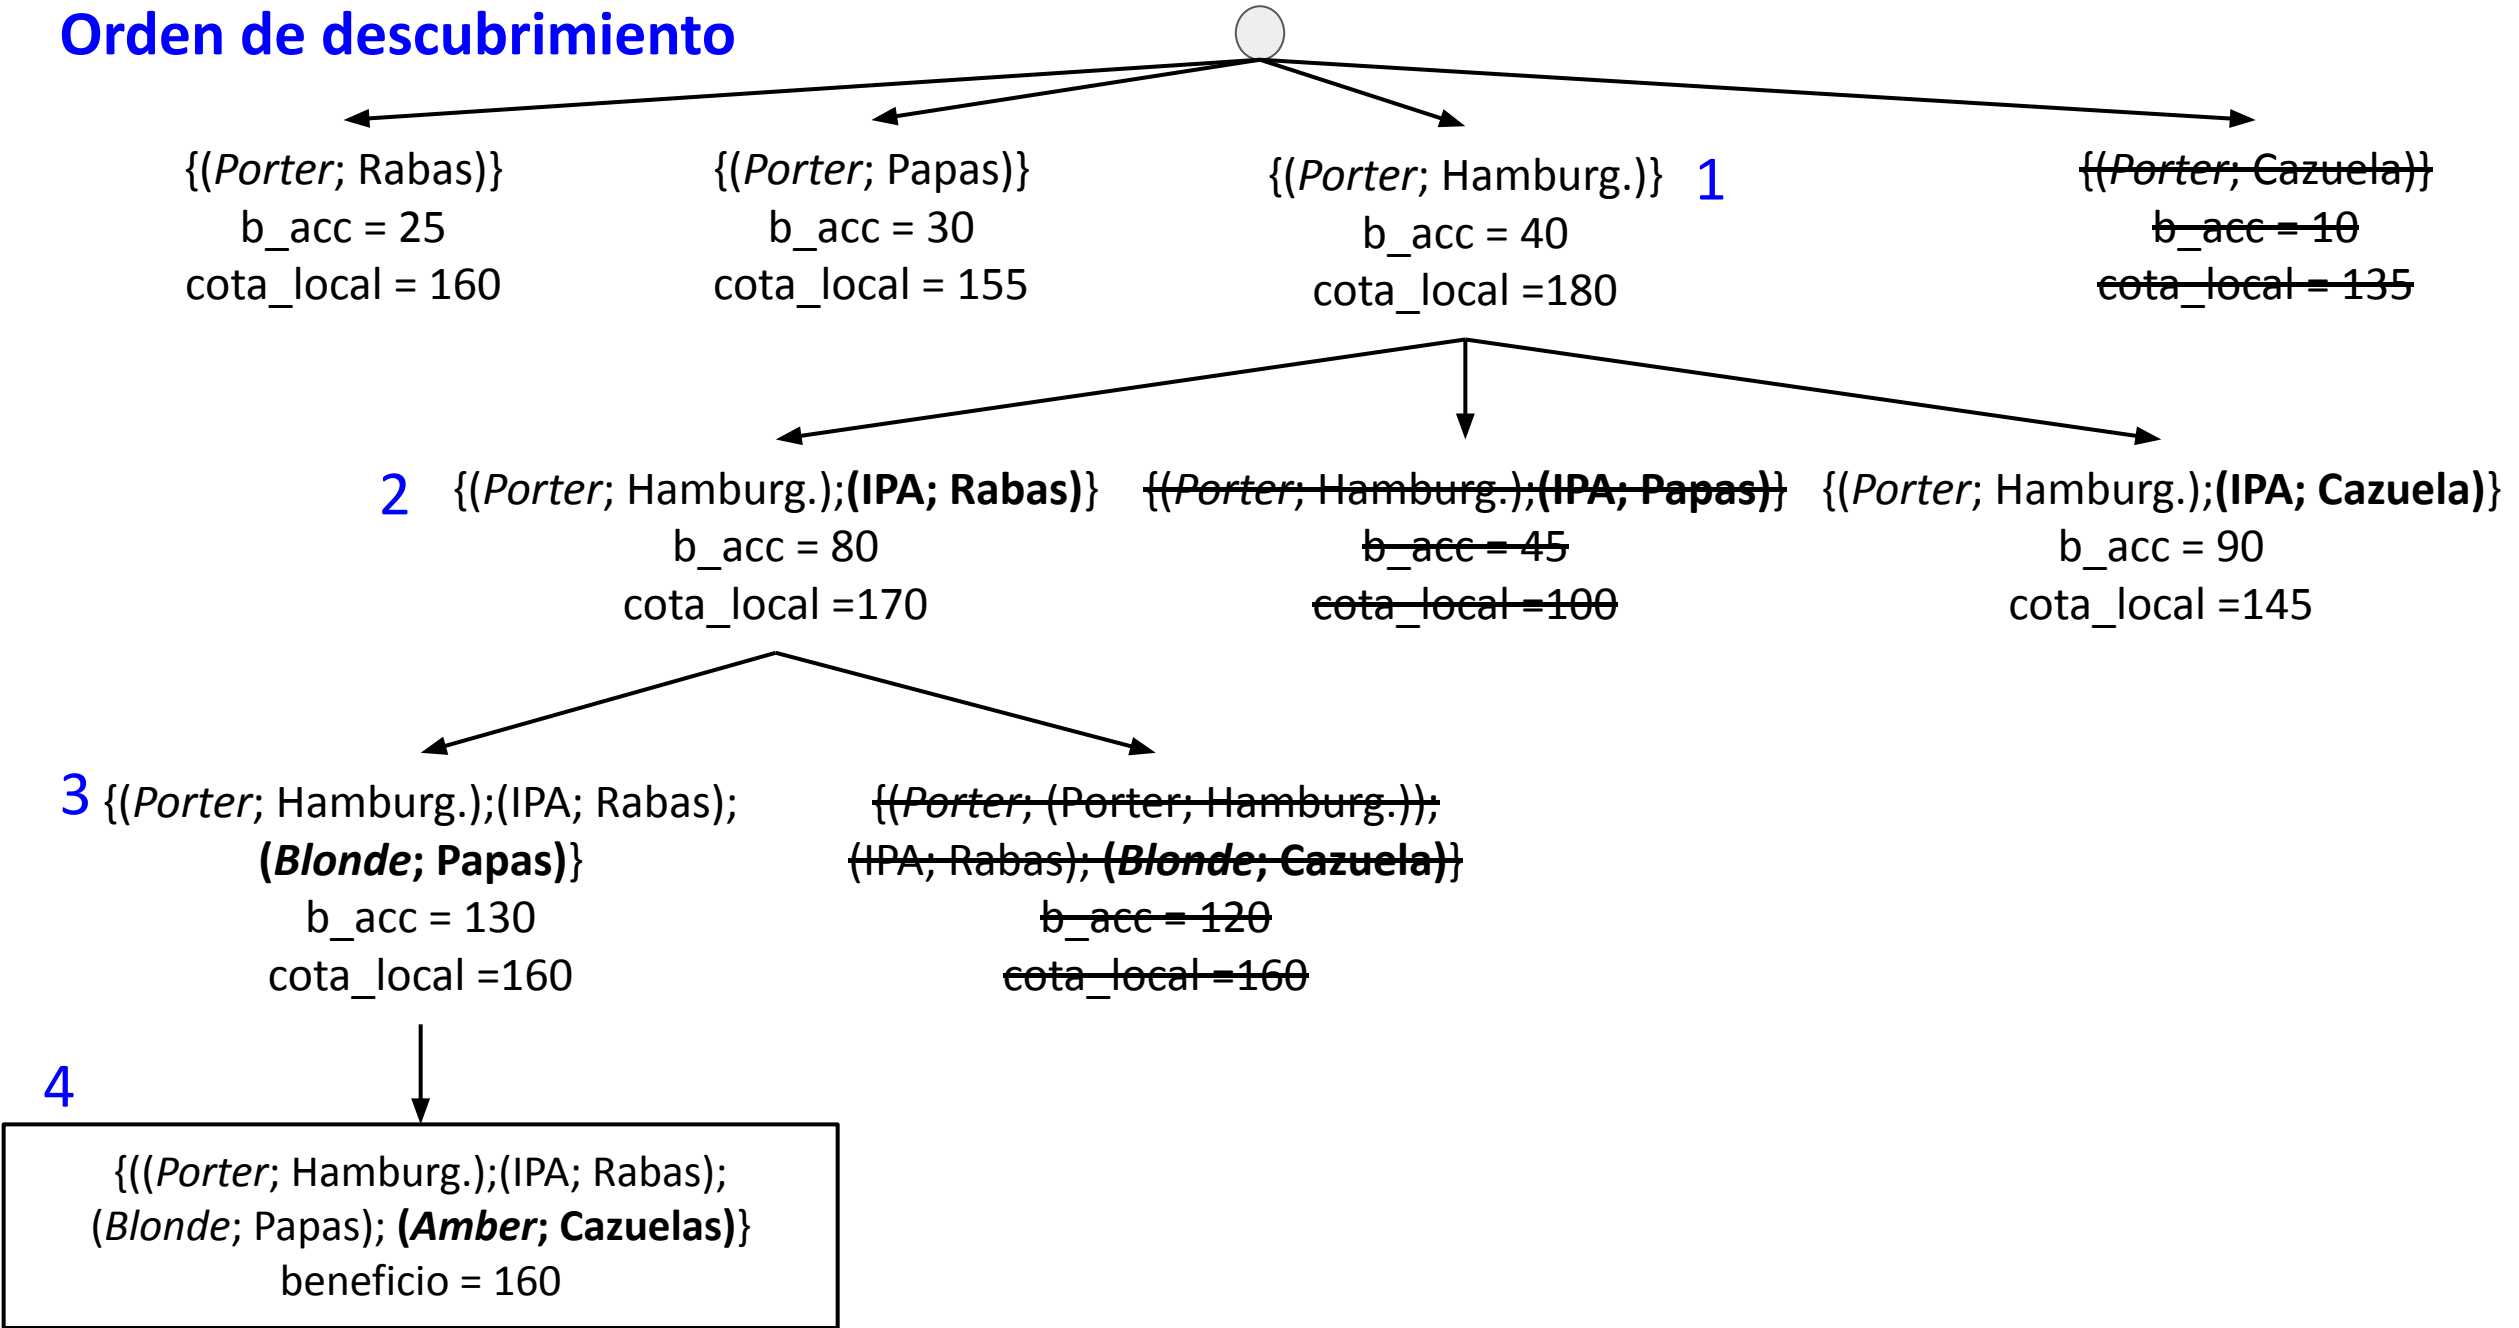 Orden de descubrimiento
{(Porter; Rabas)}
b_acc = 25
cota_local = 160
{(Porter; Papas)}
b_acc = 30
cota_local = 155
{(Porter; Hamburg.)} 1
b_acc = 40
cota_local =180
{(Porter; Cazuela)}
b_acc = 10
cota_local = 135
2 {(Porter; Hamburg.);(IPA; Rabas)}
b_acc = 80
cota_local =170
{(Porter; Hamburg.);(IPA; Papas)}
b_acc = 45
cota_local =100
{(Porter; Hamburg.);(IPA; Cazuela)}
b_acc = 90
cota_local =145
3 {(Porter; Hamburg.);(IPA; Rabas);
(Blonde; Papas)}
b_acc = 130
cota_local =160
{(Porter; (Porter; Hamburg.));
(IPA; Rabas); (Blonde; Cazuela)}
b_acc = 120
cota_local =160
4
{((Porter; Hamburg.);(IPA; Rabas);
(Blonde; Papas); (Amber; Cazuelas)}
beneficio = 160